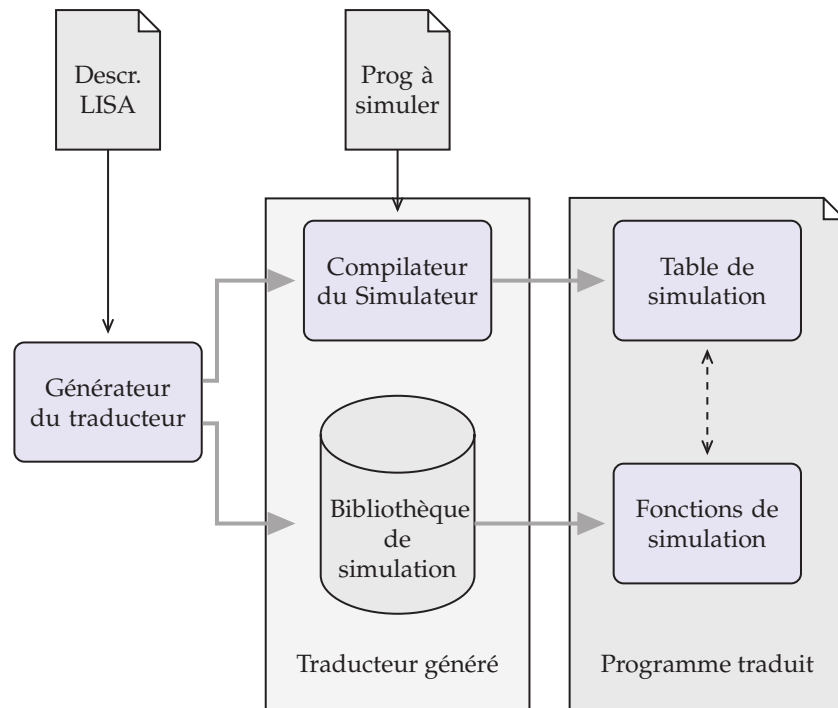 Descr.
LISA
Prog à
simuler
Compilateur
du Simulateur
Table de
simulation
Générateur
du traducteur
Bibliothèque
de
simulation
Fonctions de
simulation
Traducteur généré
Programme traduit